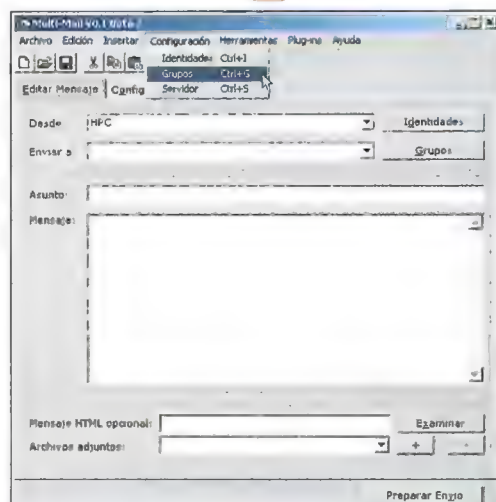 Multi-Mail v0.1 Beta
Archivo Edición Insertar Configuración Herramientas Plug-ins Ayuda
Identidades Ctrl+I
Grupos Ctrl+G
Servidor Ctrl+S
Editar Mensaje Config
Desde HPC Identidades
Enviar a Grupos
Asunto:
Mensaje:
Mensaje HTML opcional: Examinar
Archivos adjuntos: + -
Preparar Envio